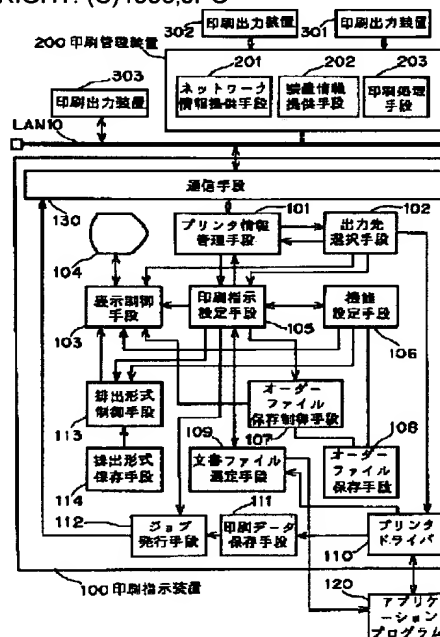 RIGHT: (C)1999,JPO
302 印刷出力装置
301 印刷出力装置
200 印刷管理装置
201 ネットワーク情報提供手段
202 装置情報提供手段
203 印刷処理手段
303
印刷出力装置
LAN10
通信手段
130
101
102
プリンタ情報管理手段
出力先選択手段
104
表示制御手段
103
印刷指示設定手段
105
機能設定手段
106
排出形式制御手段
113
オーダーファイル保存制御手段
107
109
108
排出形式保存手段
114
文書ファイル選定手段
オーダーファイル保存手段
111
112
ジョブ発行手段
印刷データ保存手段
プリンタドライバ
110
100 印刷指示装置
120
アプリケーションプログラム